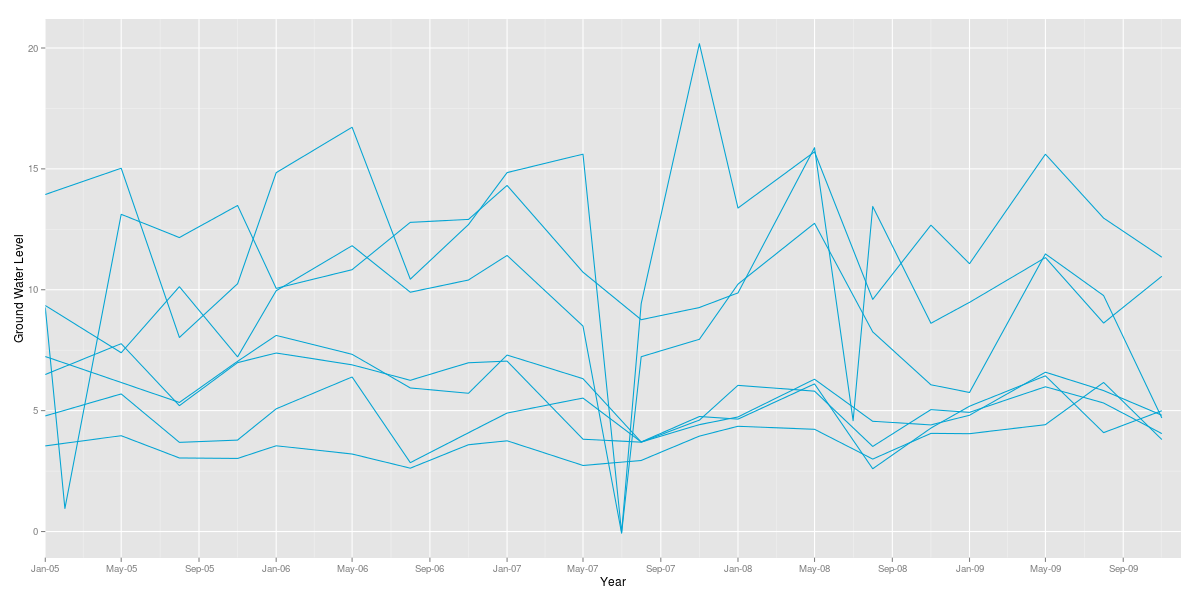 Ground Water Level
20
15
10
5
0
Jan-05 May-05 Sep-05 Jan-06 May-06 Sep-06 Jan-07 May-07 Sep-07 Jan-08 May-08 Sep-08 Jan-09 May-09 Sep-09
Year